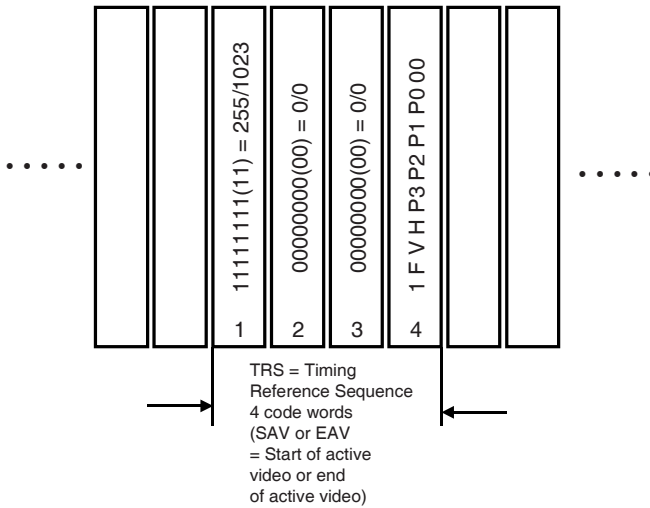 11111111(11) = 255/1023
00000000(00) = 0/0
00000000(00) = 0/0
1 F V H P3 P2 P1 P0 00
1
2
3
4
TRS = Timing
Reference Sequence
4 code words
(SAV or EAV
= Start of active
video or end
of active video)